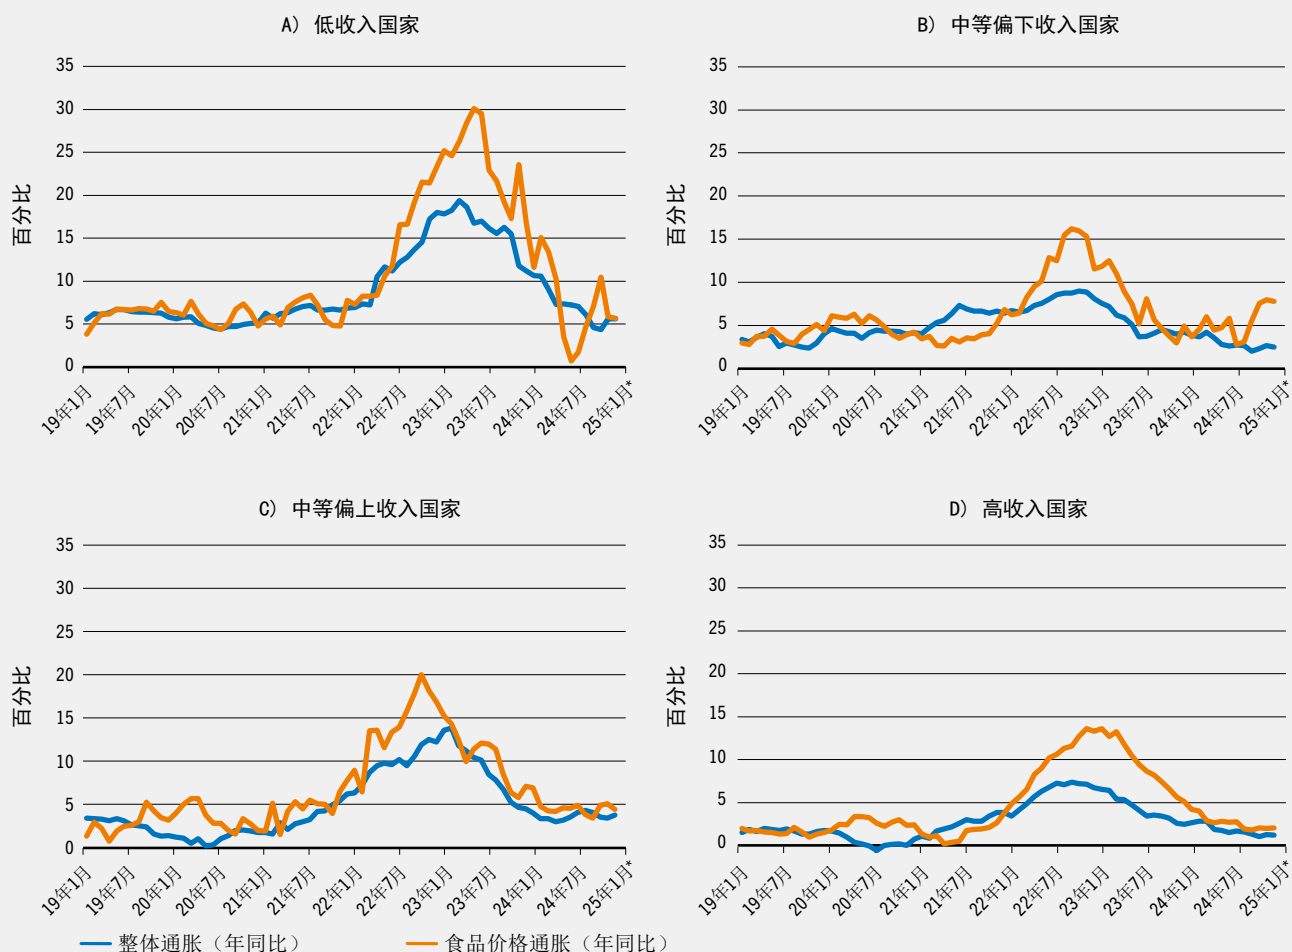 A) 低收入国家
百分比
35
30
25
20
15
10
5
0
19年1月
19年7月
20年1月
20年7月
21年1月
21年7月
22年1月
22年7月
23年1月
23年7月
24年1月
24年7月
25年1月*
B) 中等偏下收入国家
百分比
35
30
25
20
15
10
5
0
19年1月
19年7月
20年1月
20年7月
21年1月
21年7月
22年1月
22年7月
23年1月
23年7月
24年1月
24年7月
25年1月*
C) 中等偏上收入国家
百分比
35
30
25
20
15
10
5
0
19年1月
19年7月
20年1月
20年7月
21年1月
21年7月
22年1月
22年7月
23年1月
23年7月
24年1月
24年7月
25年1月*
D) 高收入国家
百分比
35
30
25
20
15
10
5
0
19年1月
19年7月
20年1月
20年7月
21年1月
21年7月
22年1月
22年7月
23年1月
23年7月
24年1月
24年7月
25年1月*
整体通胀（年同比）
食品价格通胀（年同比）